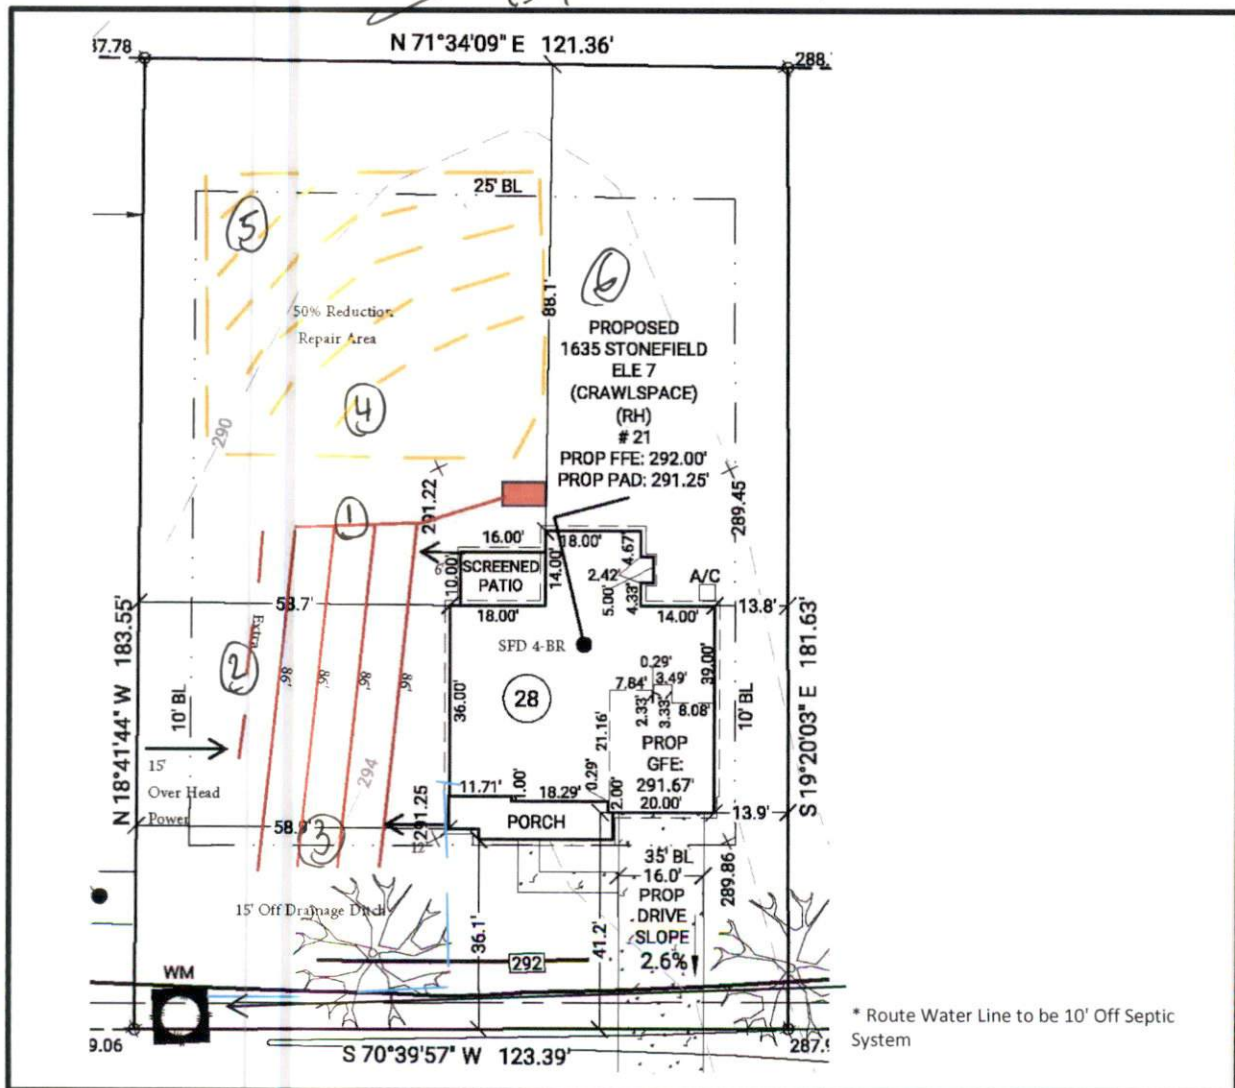 N 71°34'09" E 121.36'
37.78
288.
25' BL
5
6
50% Reduction
Repair Area
88.1'
PROPOSED
1635 STONEFIELD
ELE 7
(CRAWLSPACE)
(RH)
# 21
PROP FFE: 292.00'
PROP PAD: 291.25'
4
290
291.22
289.45
1
16.00'
18.00'
4.67'
SCREENED
PATIO
10.00'
14.00'
2.42'
5.00'
4.33'
A/C
58.7'
18.00'
14.00'
13.8'
N 18°41'44" W 183.55'
S 19°20'03" E 181.63'
Extra
SFD 4-BR
2
86'
86'
86'
86'
0.29'
3.49'
7.84'
2.33'
3.33'
8.08'
39.00'
10' BL
36.00'
28
10' BL
21.16'
PROP
GFE:
291.67'
20.00'
15'
Over Head
Power
294
11.71'
1.00'
18.29'
0.29'
2.00'
291.25
PORCH
12'
13.9'
58.9'
3
35' BL
16.0'
PROP
DRIVE
SLOPE
2.6%
289.86
15' Off Drainage Ditch
36.1'
41.2'
292
WM
9.06
S 70°39'57" W 123.39'
287.9
* Route Water Line to be 10' Off Septic
System